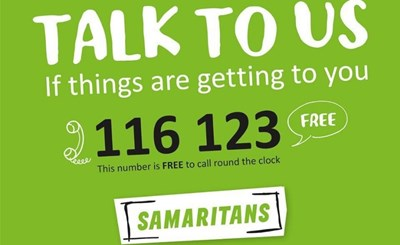 TALK TO US
If things are getting to you
116 123
FREE
This number is FREE to call round the clock
SAMARITANS